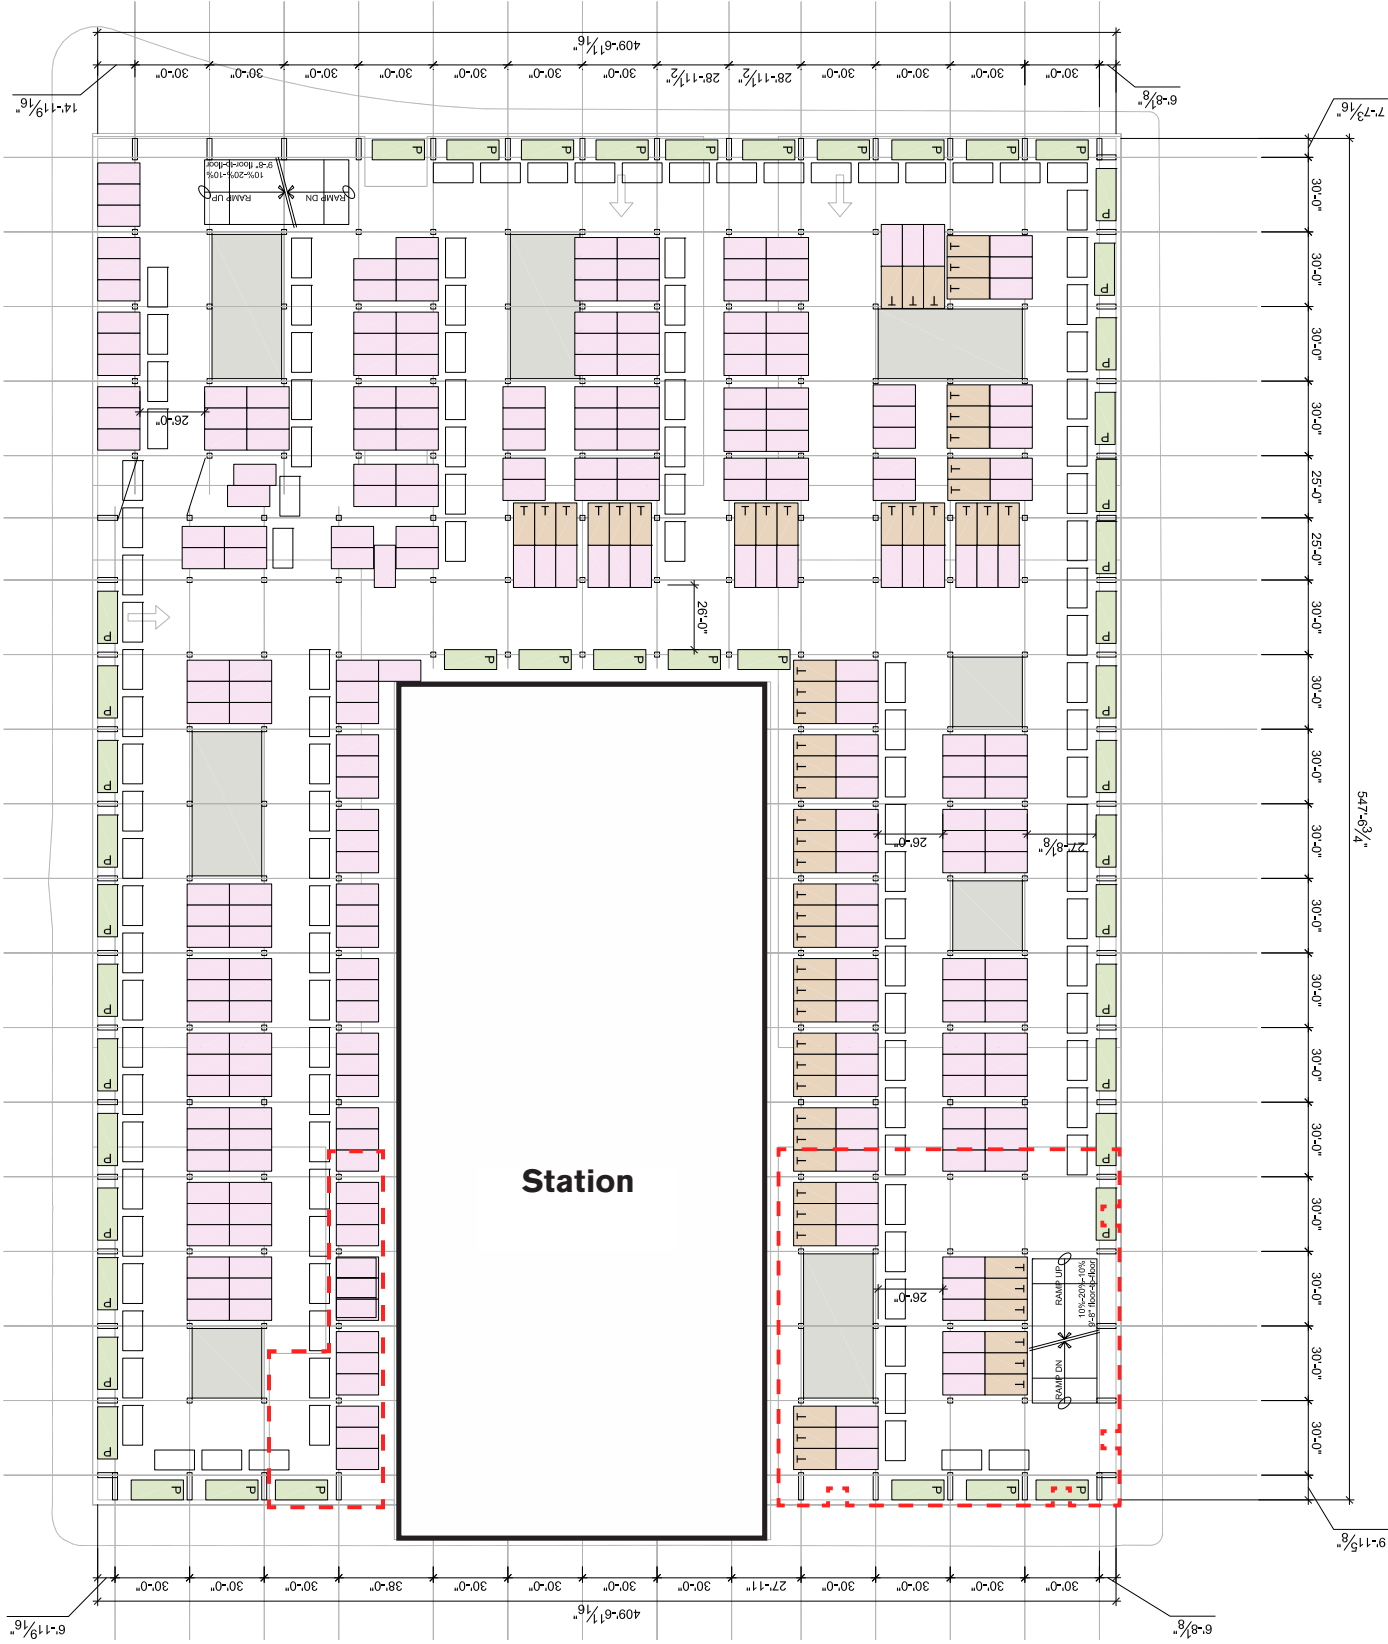 409'-6 11/16"
30'-0"
30'-0"
30'-0"
30'-0"
30'-0"
30'-0"
30'-0"
28'-11 1/2"
28'-11 1/2"
30'-0"
30'-0"
30'-0"
30'-0"
14'-11 9/16"
6'-8 1/8"
7'-7 3/16"
P P P P P P P P P P
10%-20%-10%
9'-8" floor-to-floor
RAMP UP
RAMP DN
P
30'-0"
P
30'-0"
T T T
T T T
P
30'-0"
26'-0"
T T T
P
30'-0"
T T
P
25'-0"
T T T T T T T T T T T T T T T
P
25'-0"
P
26'-0"
P
30'-0"
P P P P P
P
T T T
P
30'-0"
P
T T T
P
30'-0"
547'-6 3/4"
P
T T T
26'-0"
27'-8 1/8"
P
30'-0"
P
T T T
P
30'-0"
P
T T T
P
30'-0"
P
T T T
P
30'-0"
P
T T T
P
30'-0"
Station
P
T T T
P
30'-0"
P
26'-0"
T T T
RAMP UP
10%-20%-10%
9'-8" floor-to-floor
30'-0"
P
T T T
RAMP DN
30'-0"
P
T T T
30'-0"
P P P
P P P
9'-11 5/8"
30'-0"
30'-0"
30'-0"
38'-0"
30'-0"
30'-0"
30'-0"
27'-11"
30'-0"
30'-0"
30'-0"
30'-0"
409'-6 11/16"
6'-11 9/16"
6'-8 1/8"